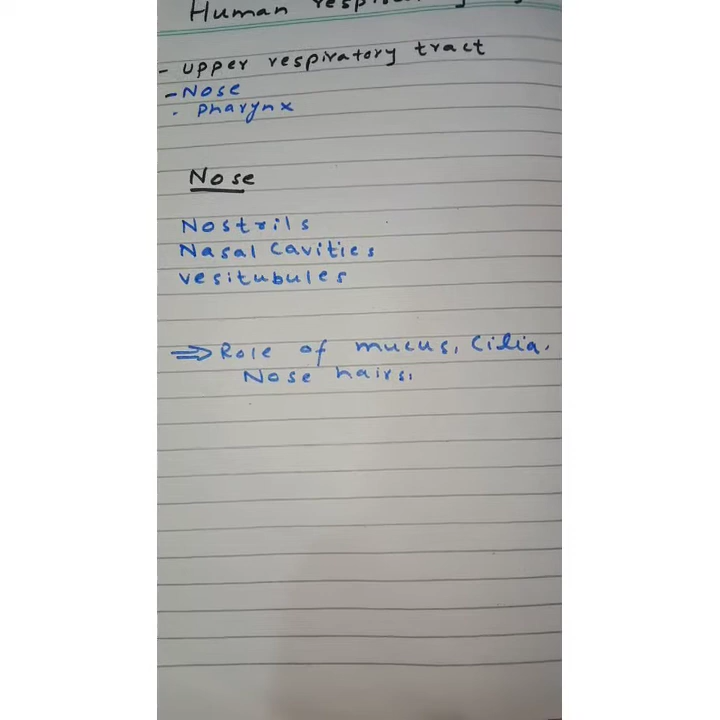 Human
- Upper respiratory tract
- Nose
. Pharynx
Nose
Nostrils
Nasal Cavities
Vesitubules
⇒ Role of mucus, Cilia.
Nose hairs.